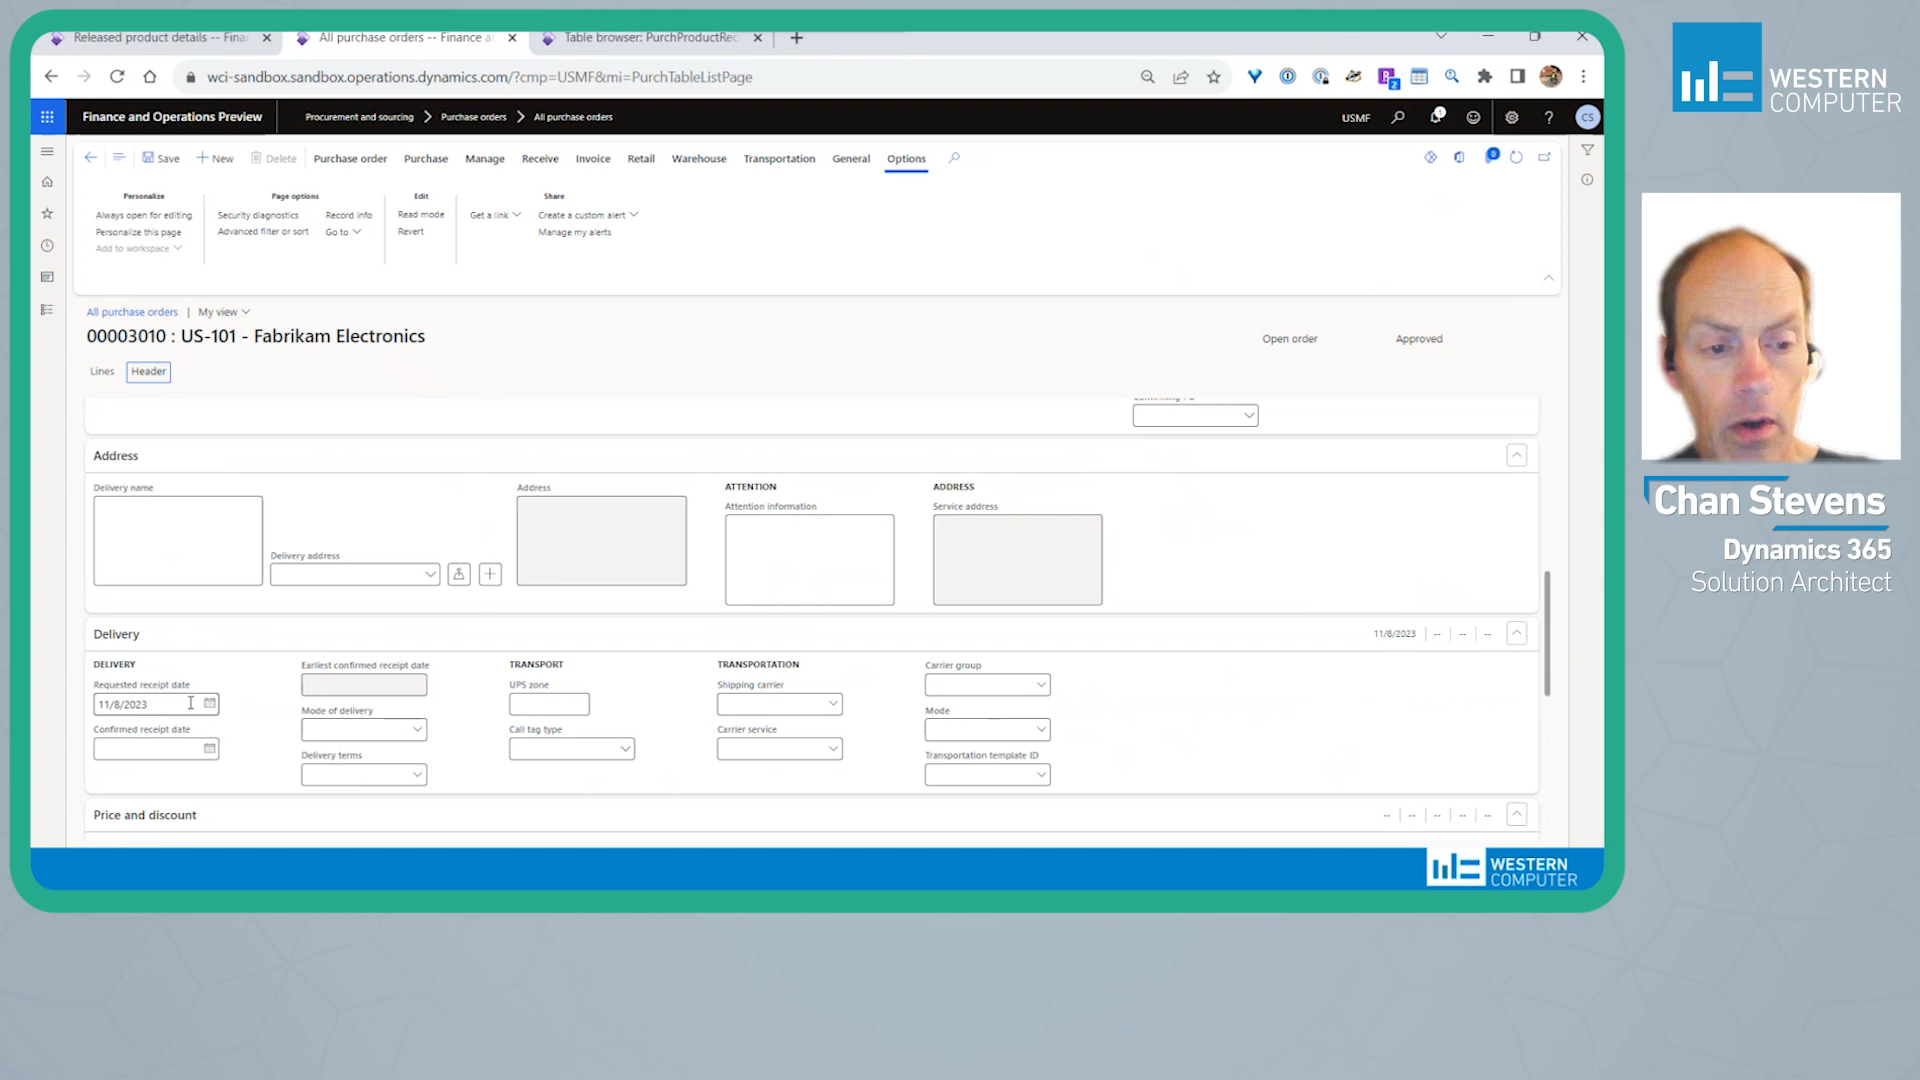 Released product details -- Fina
All purchase orders -- Finance a
Table browser: PurchProductRec
wci-sandbox.sandbox.operations.dynamics.com/?cmp=USMF&mi=PurchTableListPage
2
Finance and Operations Preview
Procurement and sourcing
Purchase orders
All purchase orders
USMF
1
?
CS
Save
New
Delete
Purchase order
Purchase
Manage
Receive
Invoice
Retail
Warehouse
Transportation
General
Options
0
Personalize
Page options
Edit
Share
Always open for editing
Security diagnostics
Record info
Read mode
Get a link
Create a custom alert
Personalize this page
Advanced filter or sort
Go to
Revert
Manage my alerts
Add to workspace
All purchase orders | My view
00003010 : US-101 - Fabrikam Electronics
Open order
Approved
Lines
Header
Address
Delivery name
Address
ATTENTION
ADDRESS
Attention information
Service address
Delivery address
Delivery
11/8/2023 -- -- --
DELIVERY
Earliest confirmed receipt date
TRANSPORT
TRANSPORTATION
Carrier group
Requested receipt date
UPS zone
Shipping carrier
11/8/2023
Mode of delivery
Mode
Confirmed receipt date
Call tag type
Carrier service
Delivery terms
Transportation template ID
Price and discount
-- -- -- -- --
WESTERN
COMPUTER
WESTERN
COMPUTER
Chan Stevens
Dynamics 365
Solution Architect